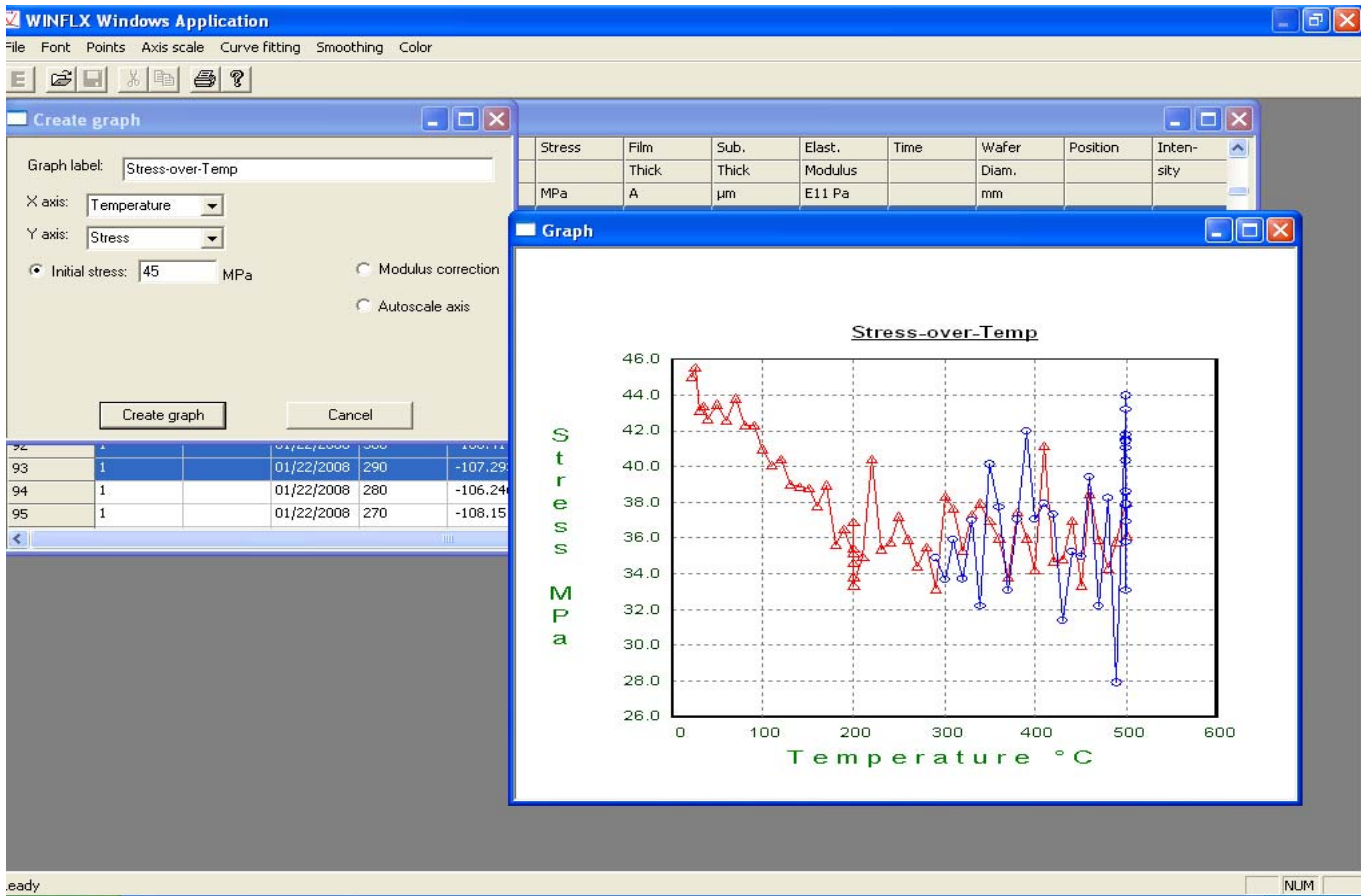 WINFLX Windows Application
File Font Points Axis scale Curve fitting Smoothing Color
E
Create graph
Graph label: Stress-over-Temp
X axis: Temperature
Y axis: Stress
Initial stress: 45 MPa
Modulus correction
Autoscale axis
Create graph Cancel
Stress Film Sub. Elast. Time Wafer Position Inten-
Thick Thick Modulus Diam. sity
MPa A µm E11 Pa mm
93 1 01/22/2008 290 -107.29
94 1 01/22/2008 280 -106.24
95 1 01/22/2008 270 -108.15
Graph
Stress-over-Temp
46.0
44.0
42.0
40.0
38.0
36.0
34.0
32.0
30.0
28.0
26.0
Stress MPa
0 100 200 300 400 500 600
Temperature °C
eady
NUM